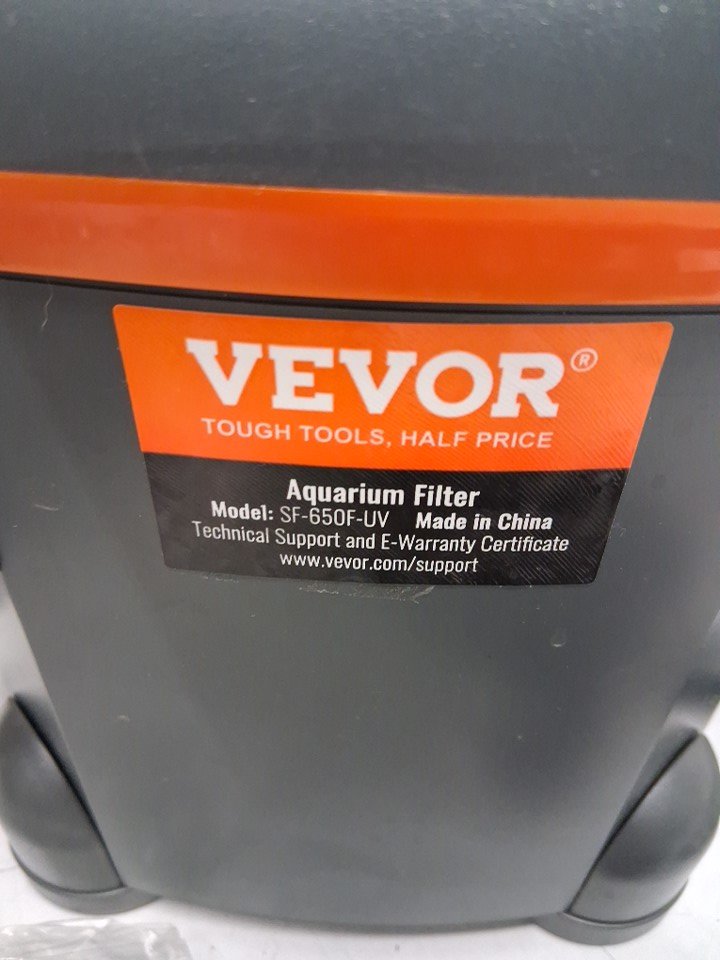 VEVOR®
TOUGH TOOLS, HALF PRICE
Aquarium Filter
Model: SF-650F-UV Made in China
Technical Support and E-Warranty Certificate
www.vevor.com/support